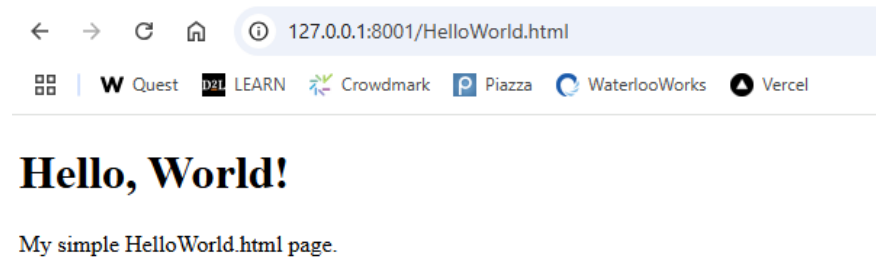 127.0.0.1:8001/HelloWorld.html
W Quest D2L LEARN Crowdmark p Piazza WaterlooWorks Vercel
Hello, World!
My simple HelloWorld.html page.